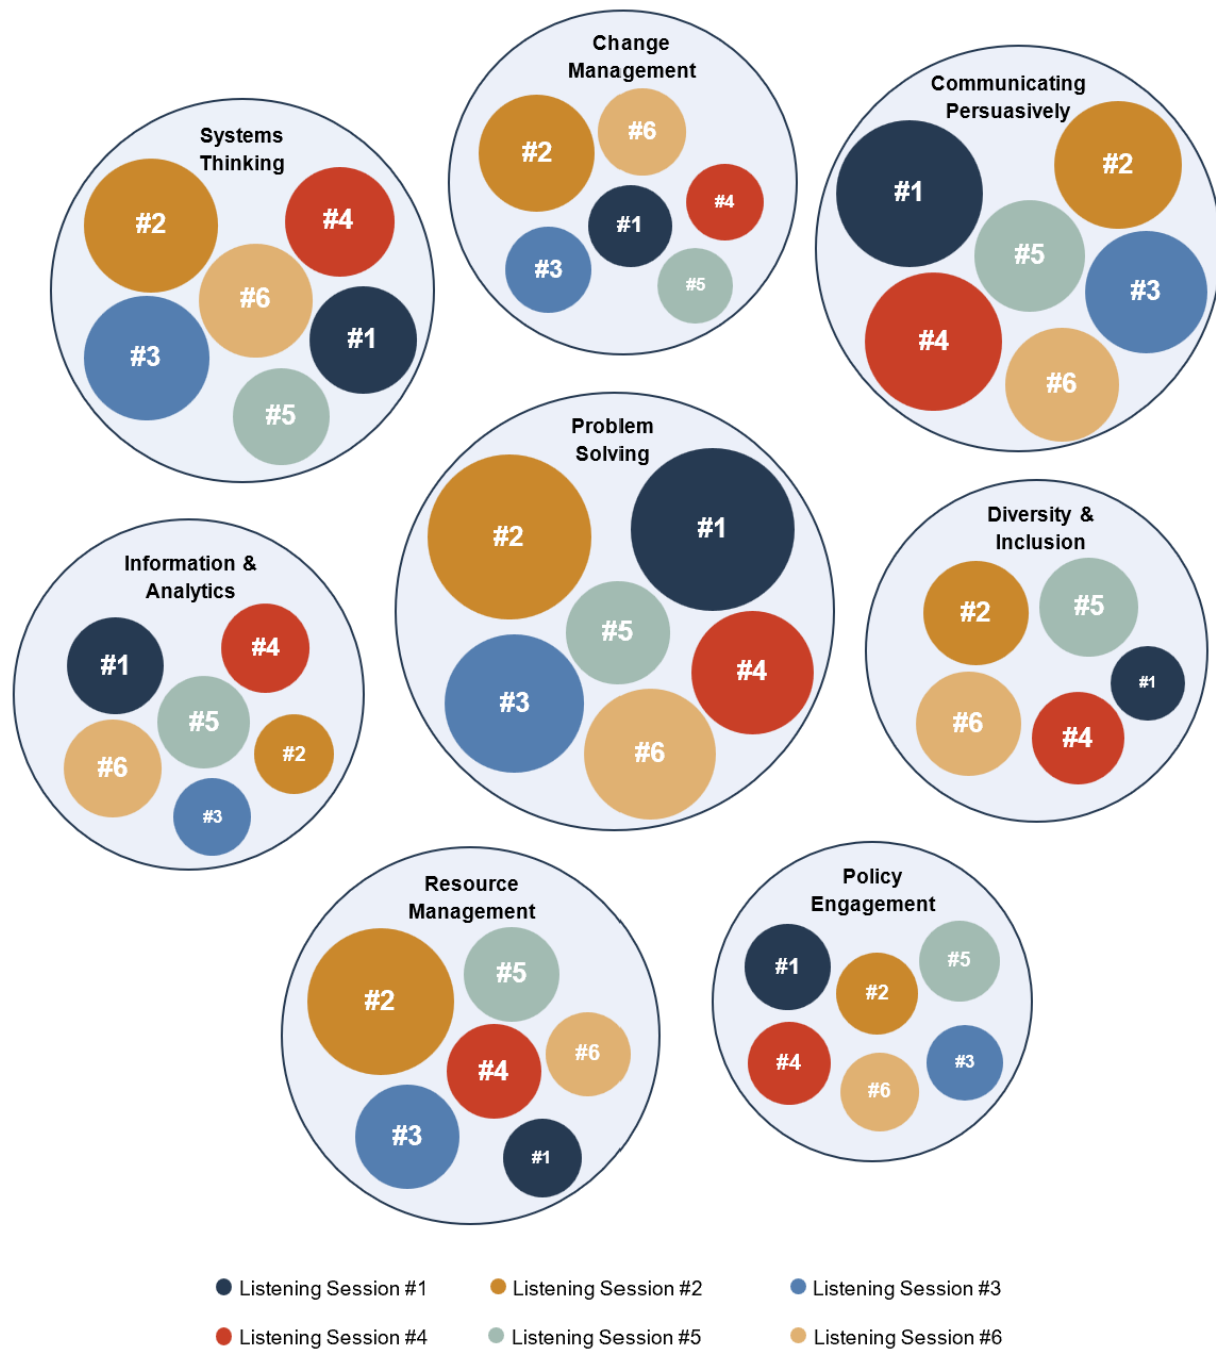 Change
Management
#2
#6
#4
#1
#3
#5
Communicating
Persuasively
#1
#2
#5
#3
#4
#6
Systems
Thinking
#2
#4
#6
#3
#1
#5
Problem
Solving
#2
#1
#5
#4
#3
#6
Diversity &
Inclusion
#2
#5
#1
#6
#4
Information &
Analytics
#1
#4
#5
#6
#2
#3
Resource
Management
#2
#5
#6
#4
#3
#1
Policy
Engagement
#1
#5
#2
#4
#3
#6
Listening Session #1
Listening Session #2
Listening Session #3
Listening Session #4
Listening Session #5
Listening Session #6